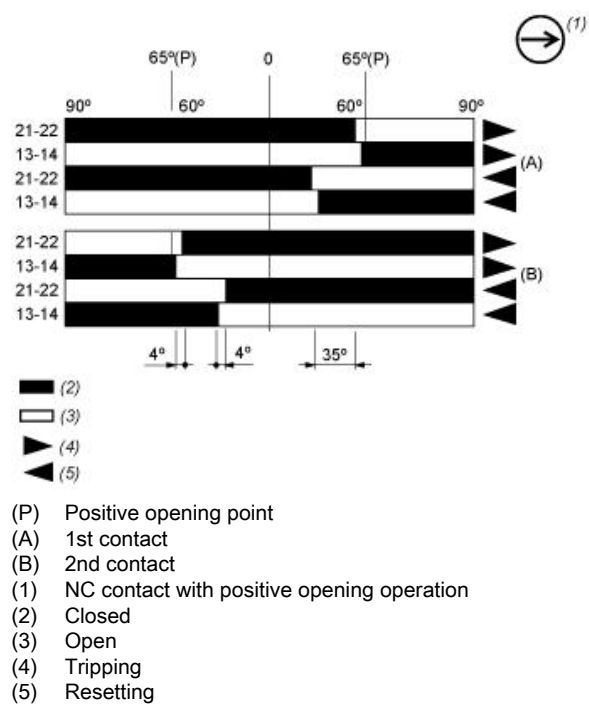 (1)
65º(P) 0 65º(P)
90º 60º 60º 90º
21-22
13-14
(A)
21-22
13-14
21-22
13-14
(B)
21-22
13-14
4º 4º 35º
(2)
(3)
(4)
(5)
(P) Positive opening point
(A) 1st contact
(B) 2nd contact
(1) NC contact with positive opening operation
(2) Closed
(3) Open
(4) Tripping
(5) Resetting